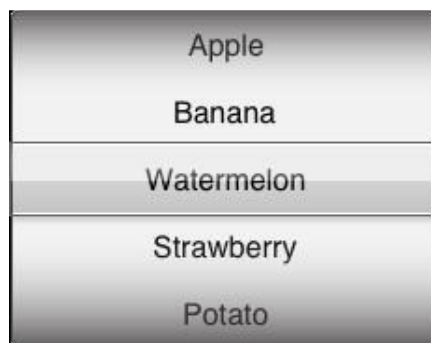 Apple
Banana
Watermelon
Strawberry
Potato